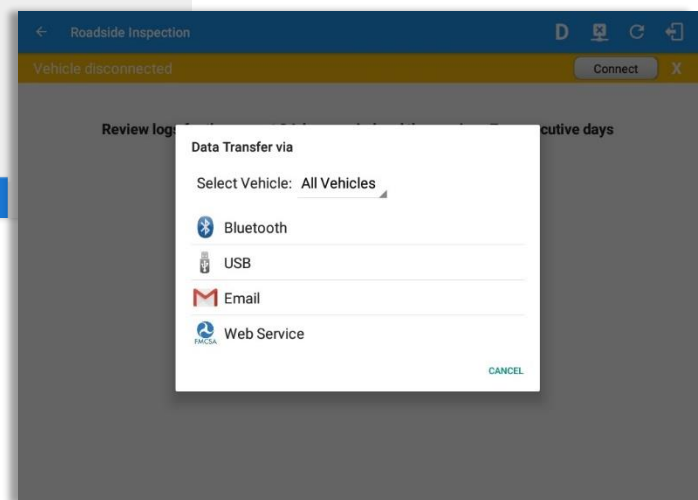 Roadside Inspection D
Vehicle disconnected Connect X
Review logs cutive days
Data Transfer via
Select Vehicle: All Vehicles
Bluetooth
USB
Email
FMCSA Web Service
CANCEL